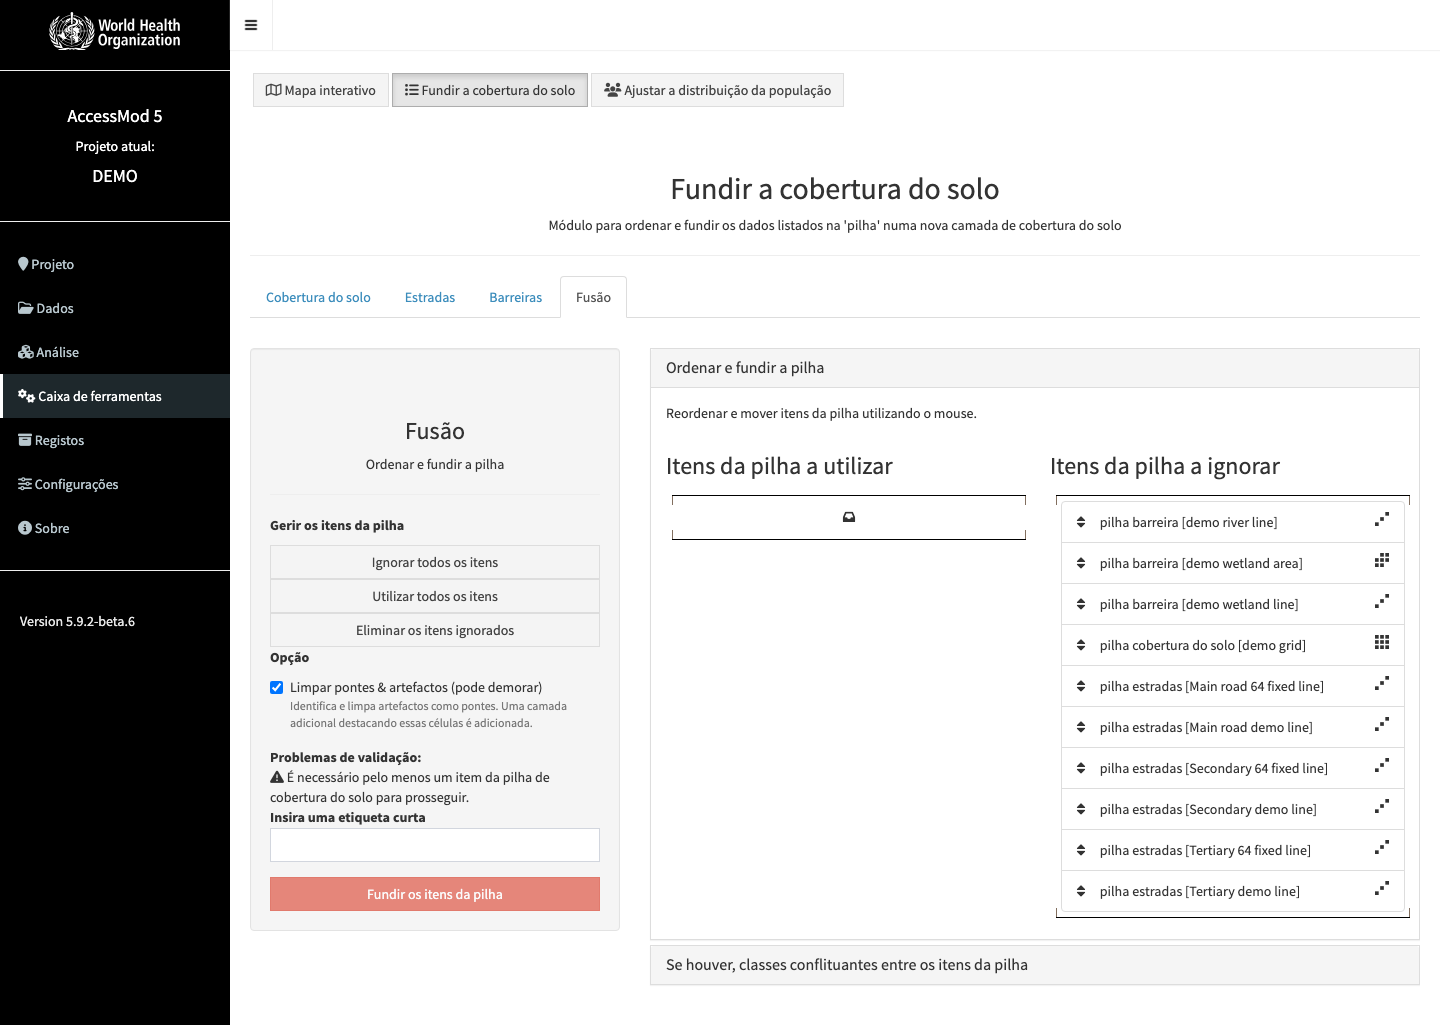 World Health
Organization
AccessMod 5
Projeto atual:
DEMO
Projeto
Dados
Análise
Caixa de ferramentas
Registos
Configurações
Sobre
Version 5.9.2-beta.6
Mapa interativo
Fundir a cobertura do solo
Ajustar a distribuição da população
Fundir a cobertura do solo
Módulo para ordenar e fundir os dados listados na 'pilha' numa nova camada de cobertura do solo
Cobertura do solo
Estradas
Barreiras
Fusão
Fusão
Ordenar e fundir a pilha
Gerir os itens da pilha
Ignorar todos os itens
Utilizar todos os itens
Eliminar os itens ignorados
Opção
Limpar pontes & artefactos (pode demorar)
Identifica e limpa artefactos como pontes. Uma camada
adicional destacando essas células é adicionada.
Problemas de validação:
É necessário pelo menos um item da pilha de
cobertura do solo para prosseguir.
Insira uma etiqueta curta
Fundir os itens da pilha
Ordenar e fundir a pilha
Reordenar e mover itens da pilha utilizando o mouse.
Itens da pilha a utilizar
Itens da pilha a ignorar
pilha barreira [demo river line]
pilha barreira [demo wetland area]
pilha barreira [demo wetland line]
pilha cobertura do solo [demo grid]
pilha estradas [Main road 64 fixed line]
pilha estradas [Main road demo line]
pilha estradas [Secondary 64 fixed line]
pilha estradas [Secondary demo line]
pilha estradas [Tertiary 64 fixed line]
pilha estradas [Tertiary demo line]
Se houver, classes conflituantes entre os itens da pilha